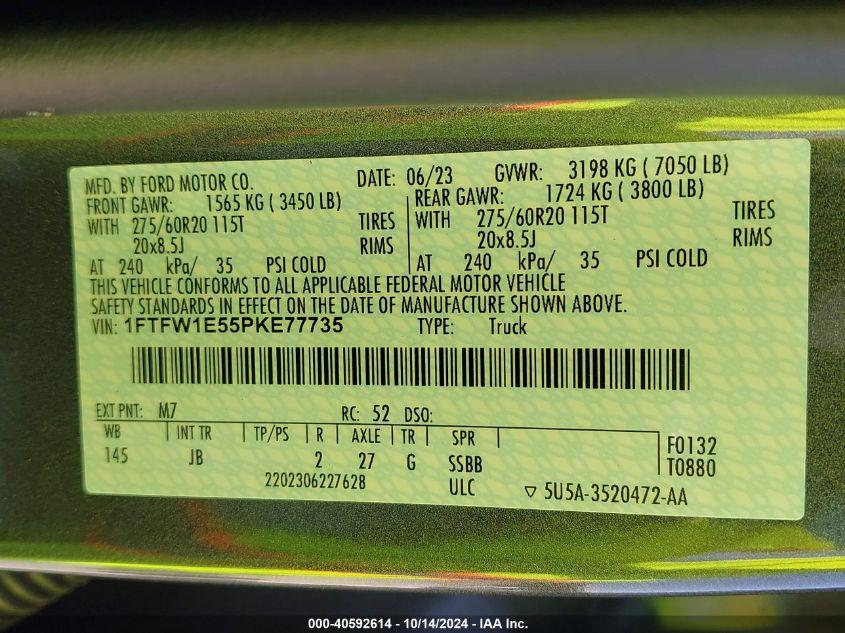 MFD. BY FORD MOTOR CO. DATE: 06/23 GVWR: 3198 KG ( 7050 LB)
FRONT GAWR: 1565 KG ( 3450 LB) REAR GAWR: 1724 KG ( 3800 LB)
WITH 275/60R20 115T TIRES WITH 275/60R20 115T TIRES
20x8.5J RIMS 20x8.5J RIMS
AT 240 kPa/ 35 PSI COLD AT 240 kPa/ 35 PSI COLD
THIS VEHICLE CONFORMS TO ALL APPLICABLE FEDERAL MOTOR VEHICLE
SAFETY STANDARDS IN EFFECT ON THE DATE OF MANUFACTURE SHOWN ABOVE.
VIN: 1FTFW1E55PKE77735 TYPE: Truck
EXT PNT: M7 RC: 52 DSO:
WB INT TR TP/PS R AXLE TR SPR F0132
145 JB 2 27 G SSBB T0880
2202306227628 ULC ▽ 5U5A-3520472-AA
000-40592614 - 10/14/2024 - IAA Inc.